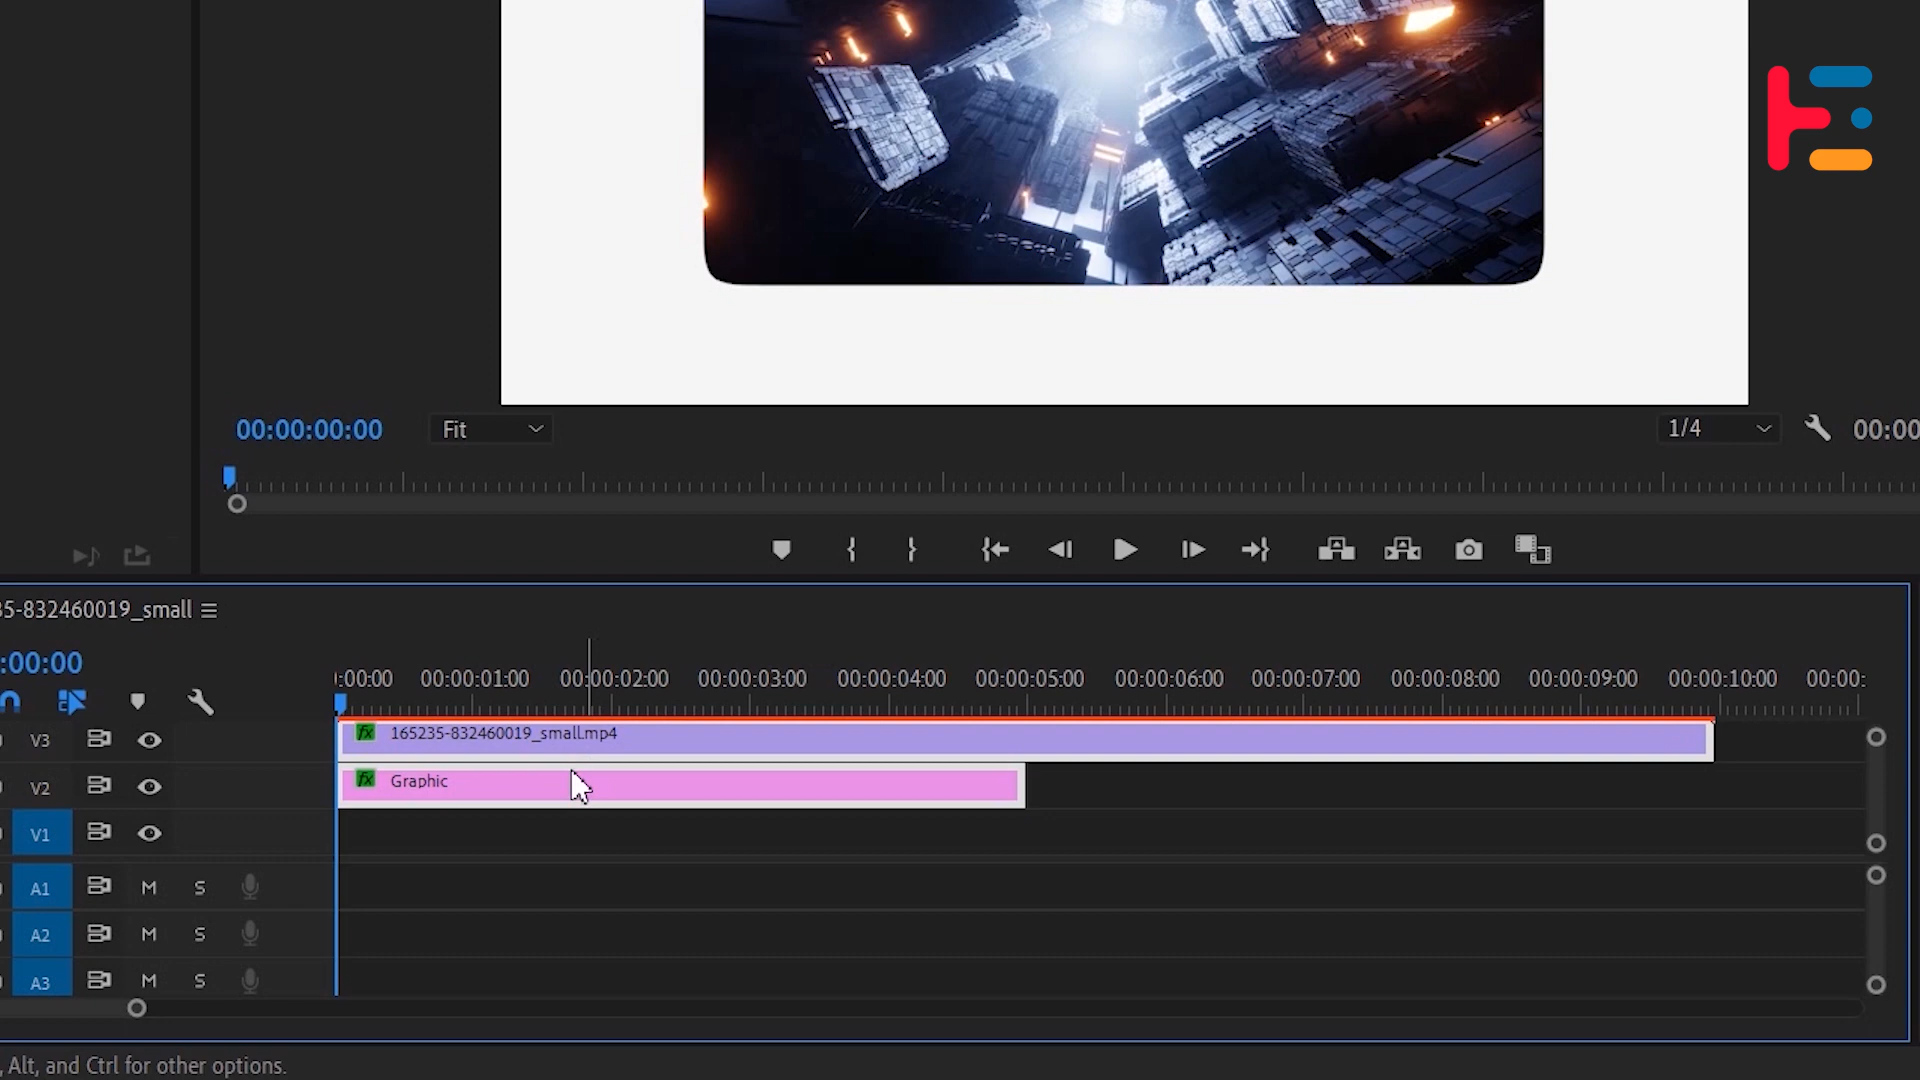 00:00:00:00
Fit
1/4
00:00
35-832460019_small
:00:00
:00:00
00:00:01:00
00:00:02:00
00:00:03:00
00:00:04:00
00:00:05:00
00:00:06:00
00:00:07:00
00:00:08:00
00:00:09:00
00:00:10:00
00:00:
V3
fx 165235-832460019_small.mp4
V2
fx Graphic
V1
A1 M S
A2 M S
A3 M S
, Alt, and Ctrl for other options.